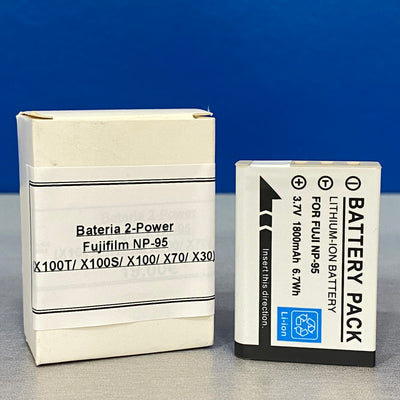 Bateria 2-Power
Fujifilm NP-95
X100T/ X100S/ X100/ X70/ X30)
BATTERY PACK
LITHIUM-ION BATTERY
FOR FUJI NP-95
3.7V 1800mAh 6.7Wh
Insert this direction.
Li-ion